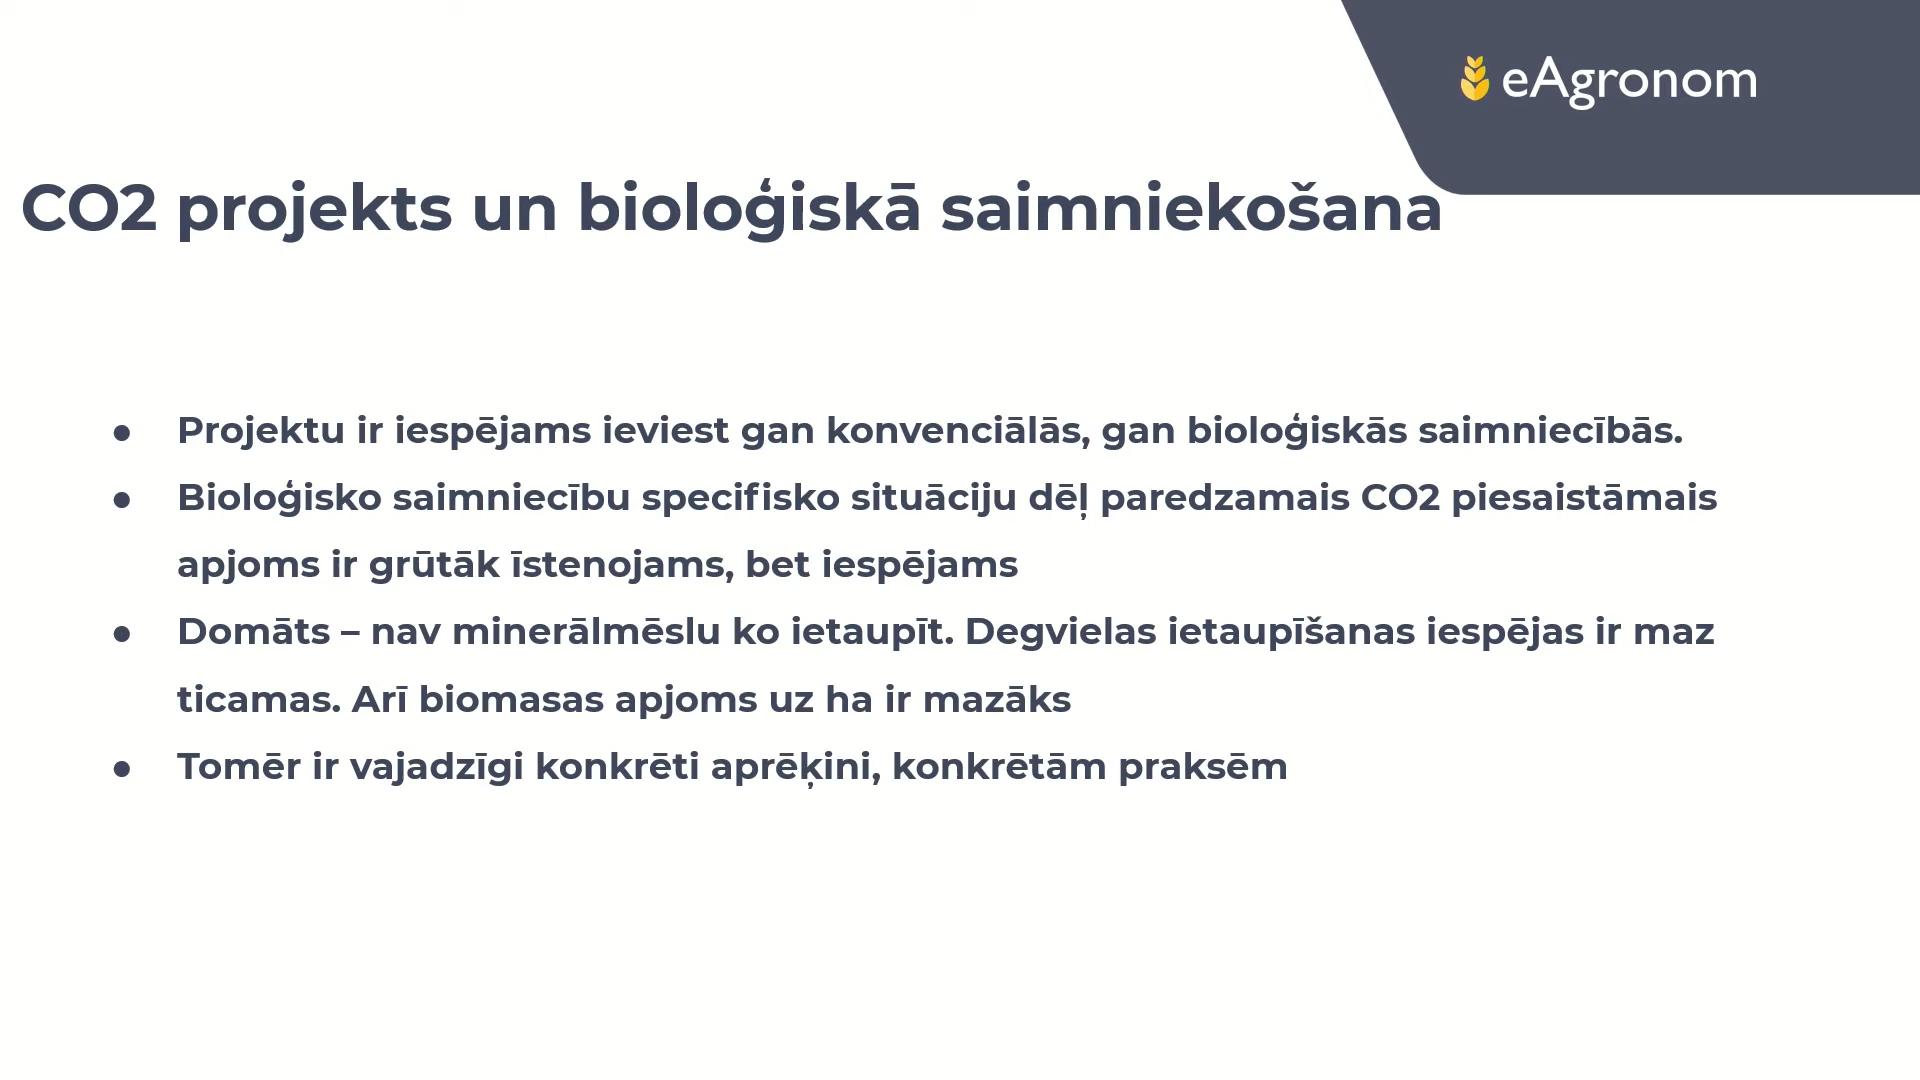 eAgronom
CO2 projekts un bioloģiskā saimniekošana
● Projektu ir iespējams ieviest gan konvenciālās, gan bioloģiskās saimniecībās.
● Bioloģisko saimniecību specifisko situāciju dēļ paredzamais CO2 piesaistāmais
apjoms ir grūtāk īstenojams, bet iespējams
● Domāts – nav minerālmēslu ko ietaupīt. Degvielas ietaupīšanas iespējas ir maz
ticamas. Arī biomasas apjoms uz ha ir mazāks
● Tomēr ir vajadzīgi konkrēti aprēķini, konkrētām praksēm